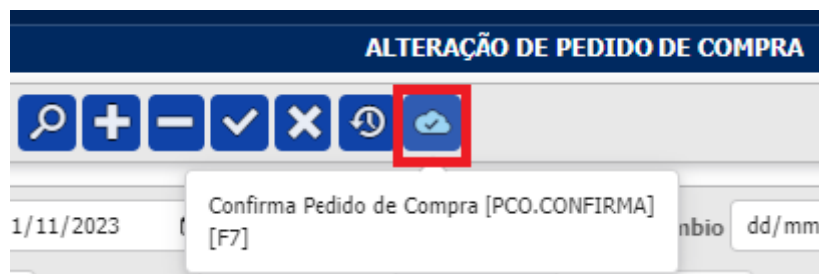 ALTERAÇÃO DE PEDIDO DE COMPRA
Confirma Pedido de Compra [PCO.CONFIRMA]
[F7]
1/11/2023
dd/mm